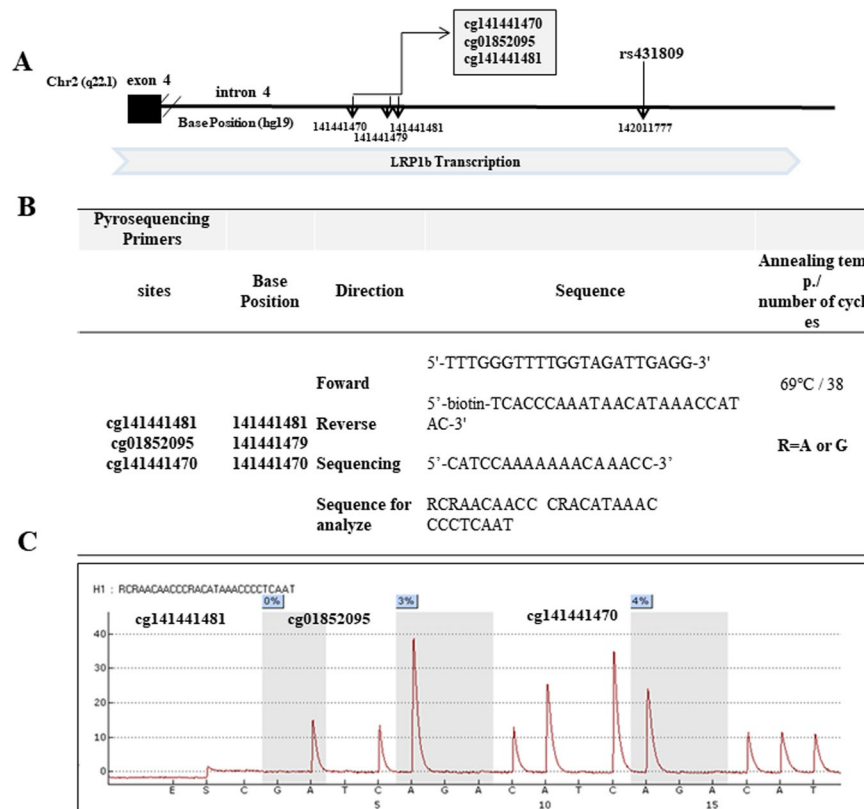 A
Chr2 (q22.1) exon 4
intron 4
cg141441470
cg01852095
cg141441481
rs431809
Base Position (hg19)
141441470
141441479
141441481
142011777
LRP1b Transcription
B
Pyrosequencing
Primers
sites
Base
Position
Direction
Sequence
Annealing tem
p./
number of cycl
es
5'-TTTGGGTTTTGGTAGATTGAGG-3'
Foward
69°C / 38
5’-biotin-TCACCCAAATAACATAAACCAT
AC-3'
cg141441481 141441481 Reverse
cg01852095 141441479
R=A or G
cg141441470 141441470 Sequencing 5’-CATCCAAAAAAACAAACC-3’
Sequence for
analyze
RCRAACAACC CRACATAAAC
CCCTCAAT
C
H1 : RCRAACAACCCRACATAAACCCCTCAAT
0% 3% 4%
cg141441481 cg01852095 cg141441470
40
30
20
10
0
E S C G A T C A G A C A T C A G A C A T
5 10 15